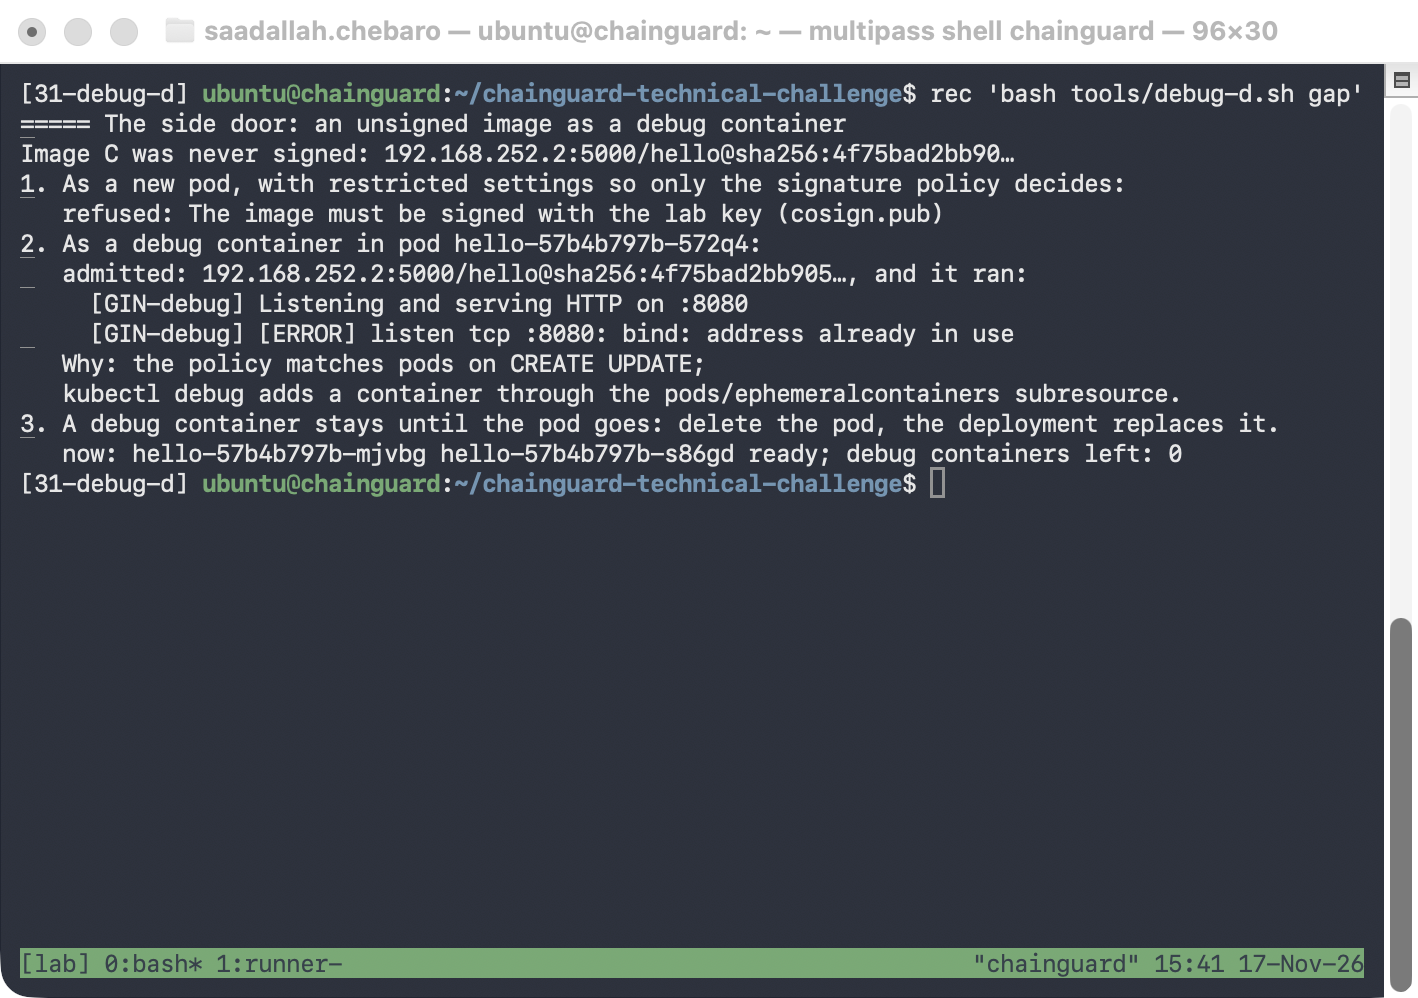 saadallah.chebaro — ubuntu@chainguard: ~ — multipass shell chainguard — 96×30
[31-debug-d] ubuntu@chainguard:~/chainguard-technical-challenge$ rec 'bash tools/debug-d.sh gap'
===== The side door: an unsigned image as a debug container
Image C was never signed: 192.168.252.2:5000/hello@sha256:4f75bad2bb90…
1. As a new pod, with restricted settings so only the signature policy decides:
   refused: The image must be signed with the lab key (cosign.pub)
2. As a debug container in pod hello-57b4b797b-572q4:
   admitted: 192.168.252.2:5000/hello@sha256:4f75bad2bb905…, and it ran:
     [GIN-debug] Listening and serving HTTP on :8080
     [GIN-debug] [ERROR] listen tcp :8080: bind: address already in use
   Why: the policy matches pods on CREATE UPDATE;
   kubectl debug adds a container through the pods/ephemeralcontainers subresource.
3. A debug container stays until the pod goes: delete the pod, the deployment replaces it.
   now: hello-57b4b797b-mjvbg hello-57b4b797b-s86gd ready; debug containers left: 0
[31-debug-d] ubuntu@chainguard:~/chainguard-technical-challenge$
[lab] 0:bash* 1:runner- "chainguard" 15:41 17-Nov-26